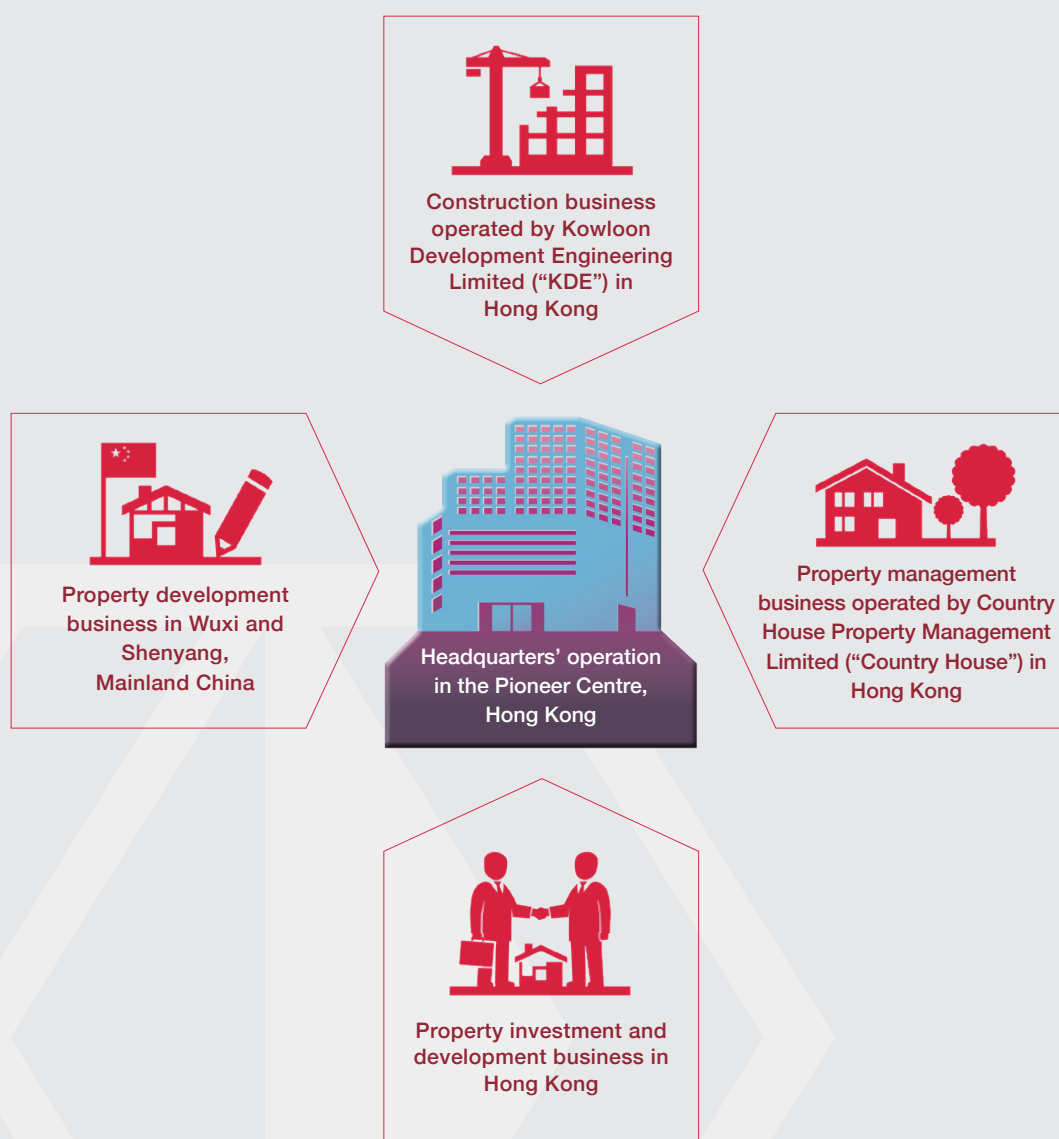 Construction business
operated by Kowloon
Development Engineering
Limited (“KDE”) in
Hong Kong
Property development
business in Wuxi and
Shenyang,
Mainland China
Headquarters’ operation
in the Pioneer Centre,
Hong Kong
Property management
business operated by Country
House Property Management
Limited (“Country House”) in
Hong Kong
Property investment and
development business in
Hong Kong